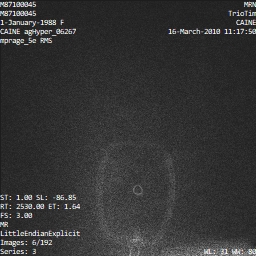 M87100045
MRN
M87100045
TrioTim
1-January-1988 F
CAINE
CAINE agHyper_06267
16-March-2010 11:17:50
mprage_5e RMS
ST: 1.00 SL: -86.85
RT: 2530.00 ET: 1.64
FS: 3.00
MR
LittleEndianExplicit
Images: 6/192
Series: 3
WL: 31 WW: 80